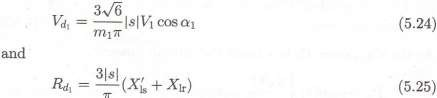 V_{d_1} = \frac{3\sqrt{6}}{m_1 \pi} |s| V_1 \cos \alpha_1 (5.24)
and
R_{d_1} = \frac{3|s|}{\pi} (X'_{ls} + X_{lr}) (5.25)